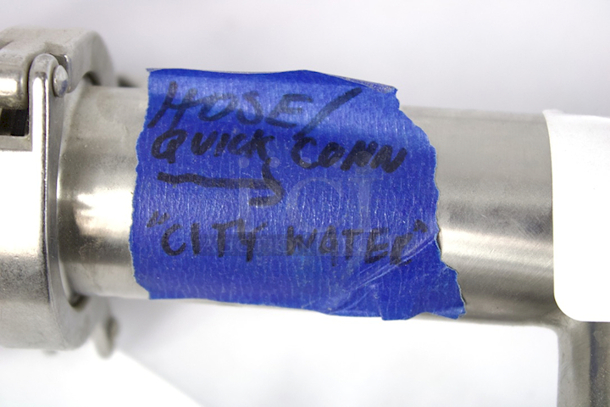 HOSE/
QUICK CONN
"CITY WATER"